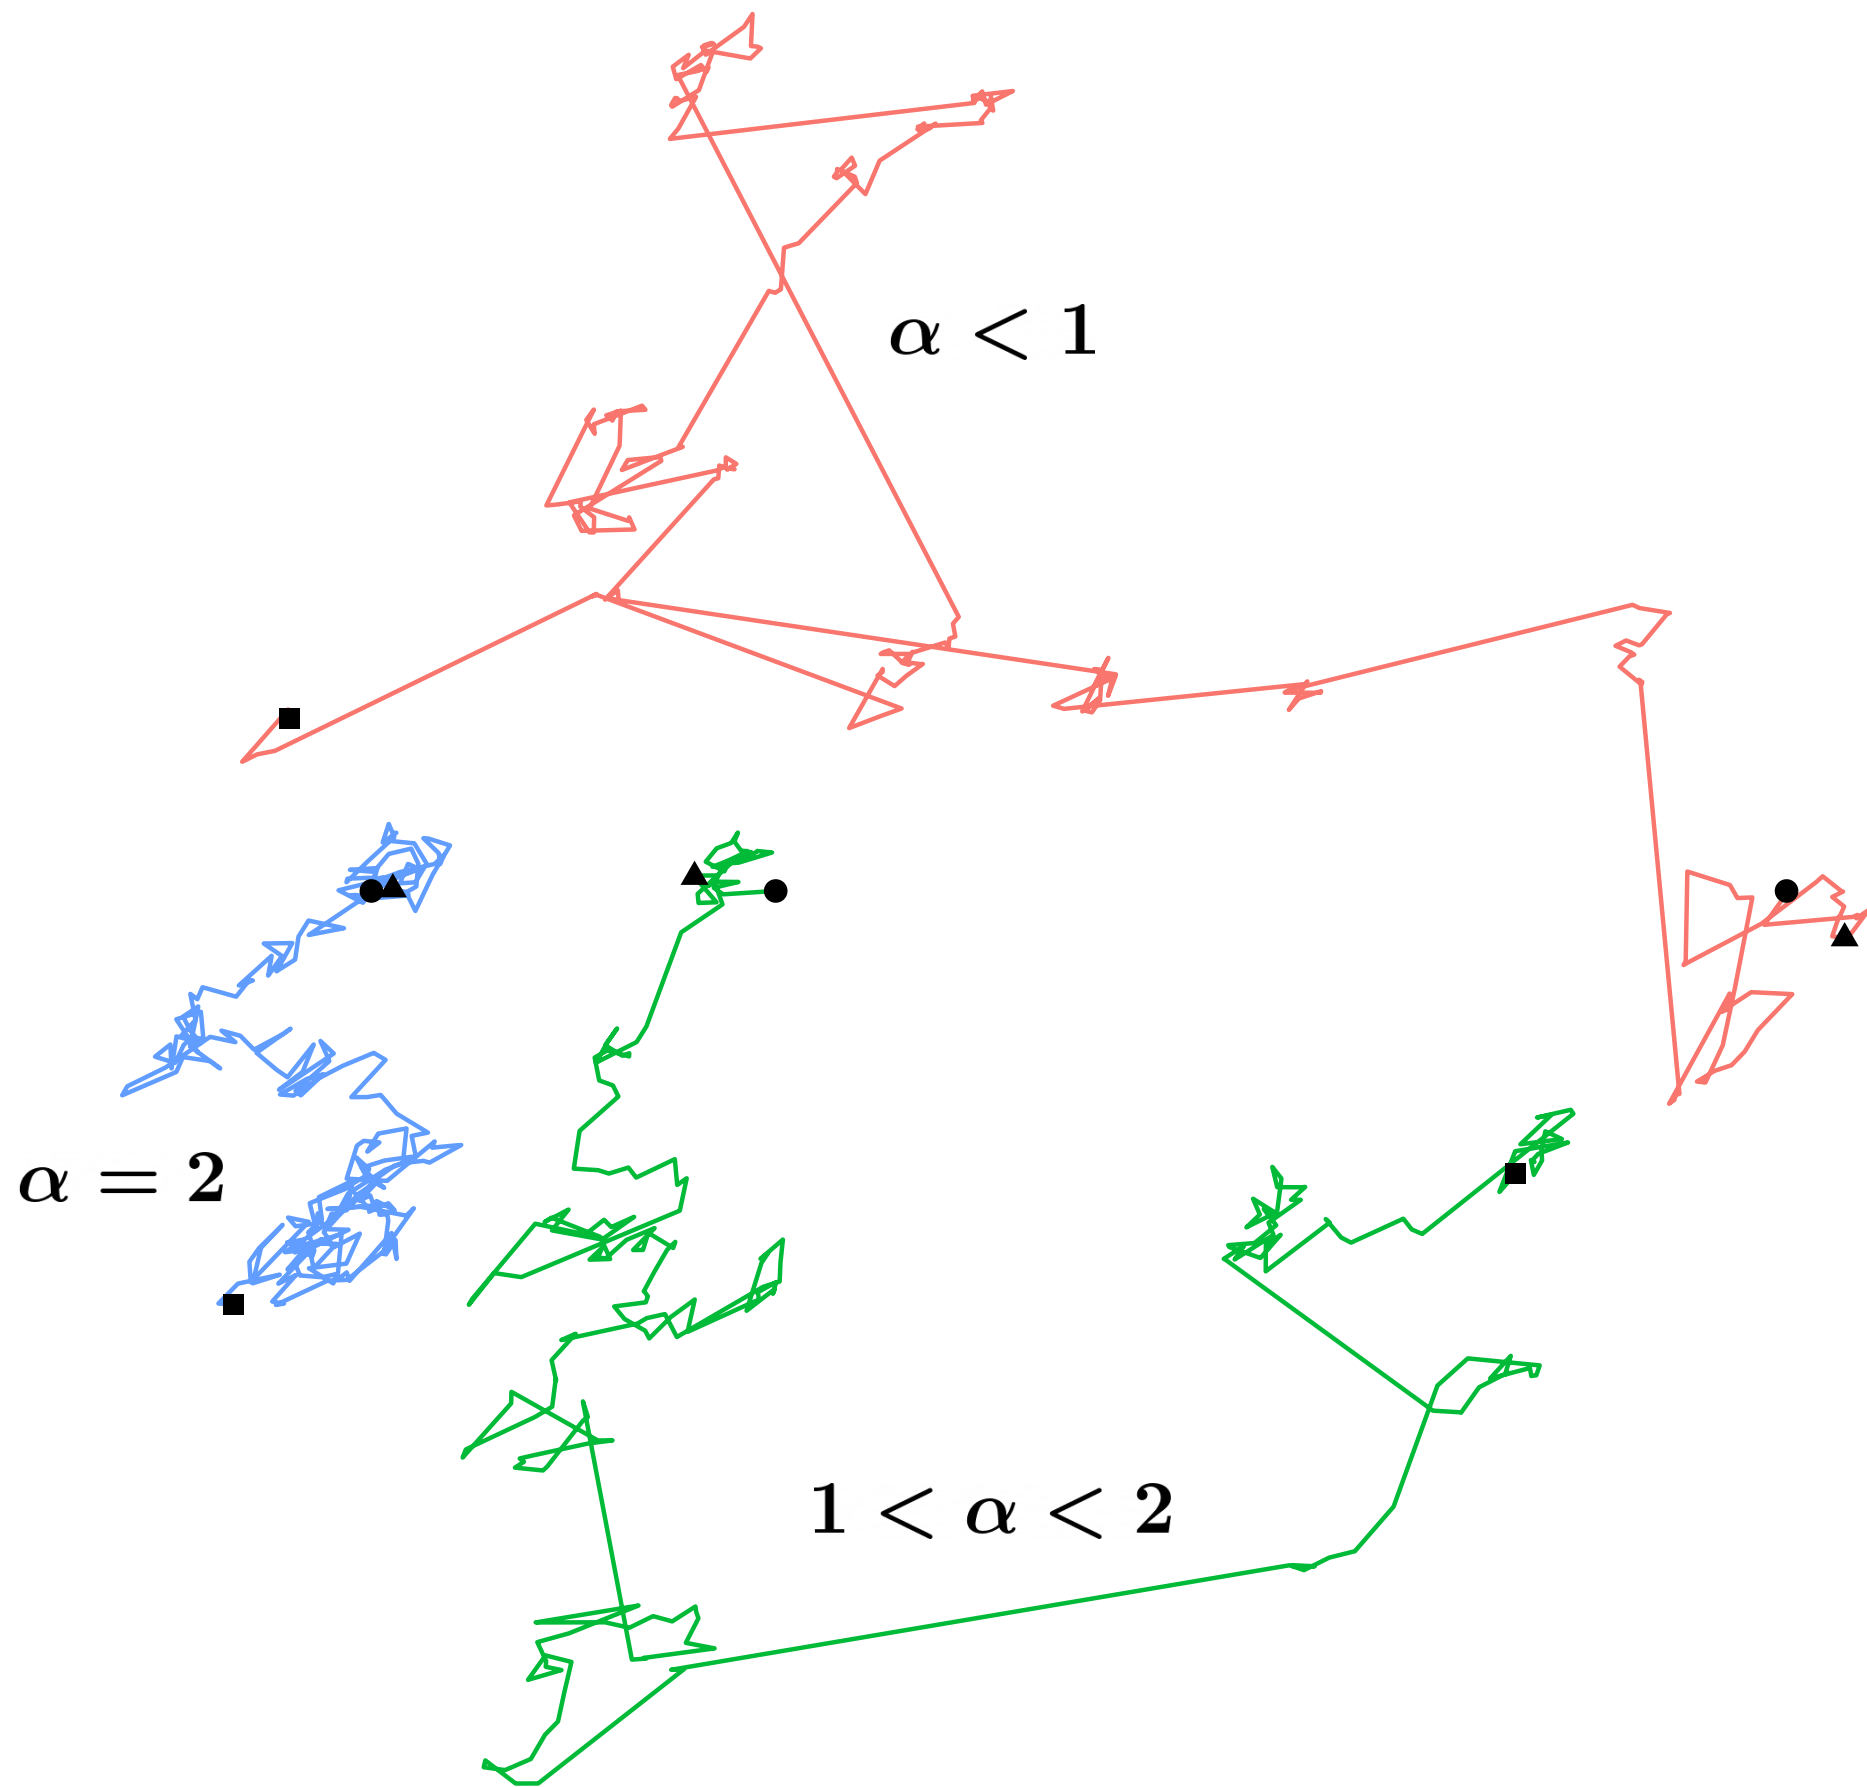 α < 1
α = 2
1 < α < 2